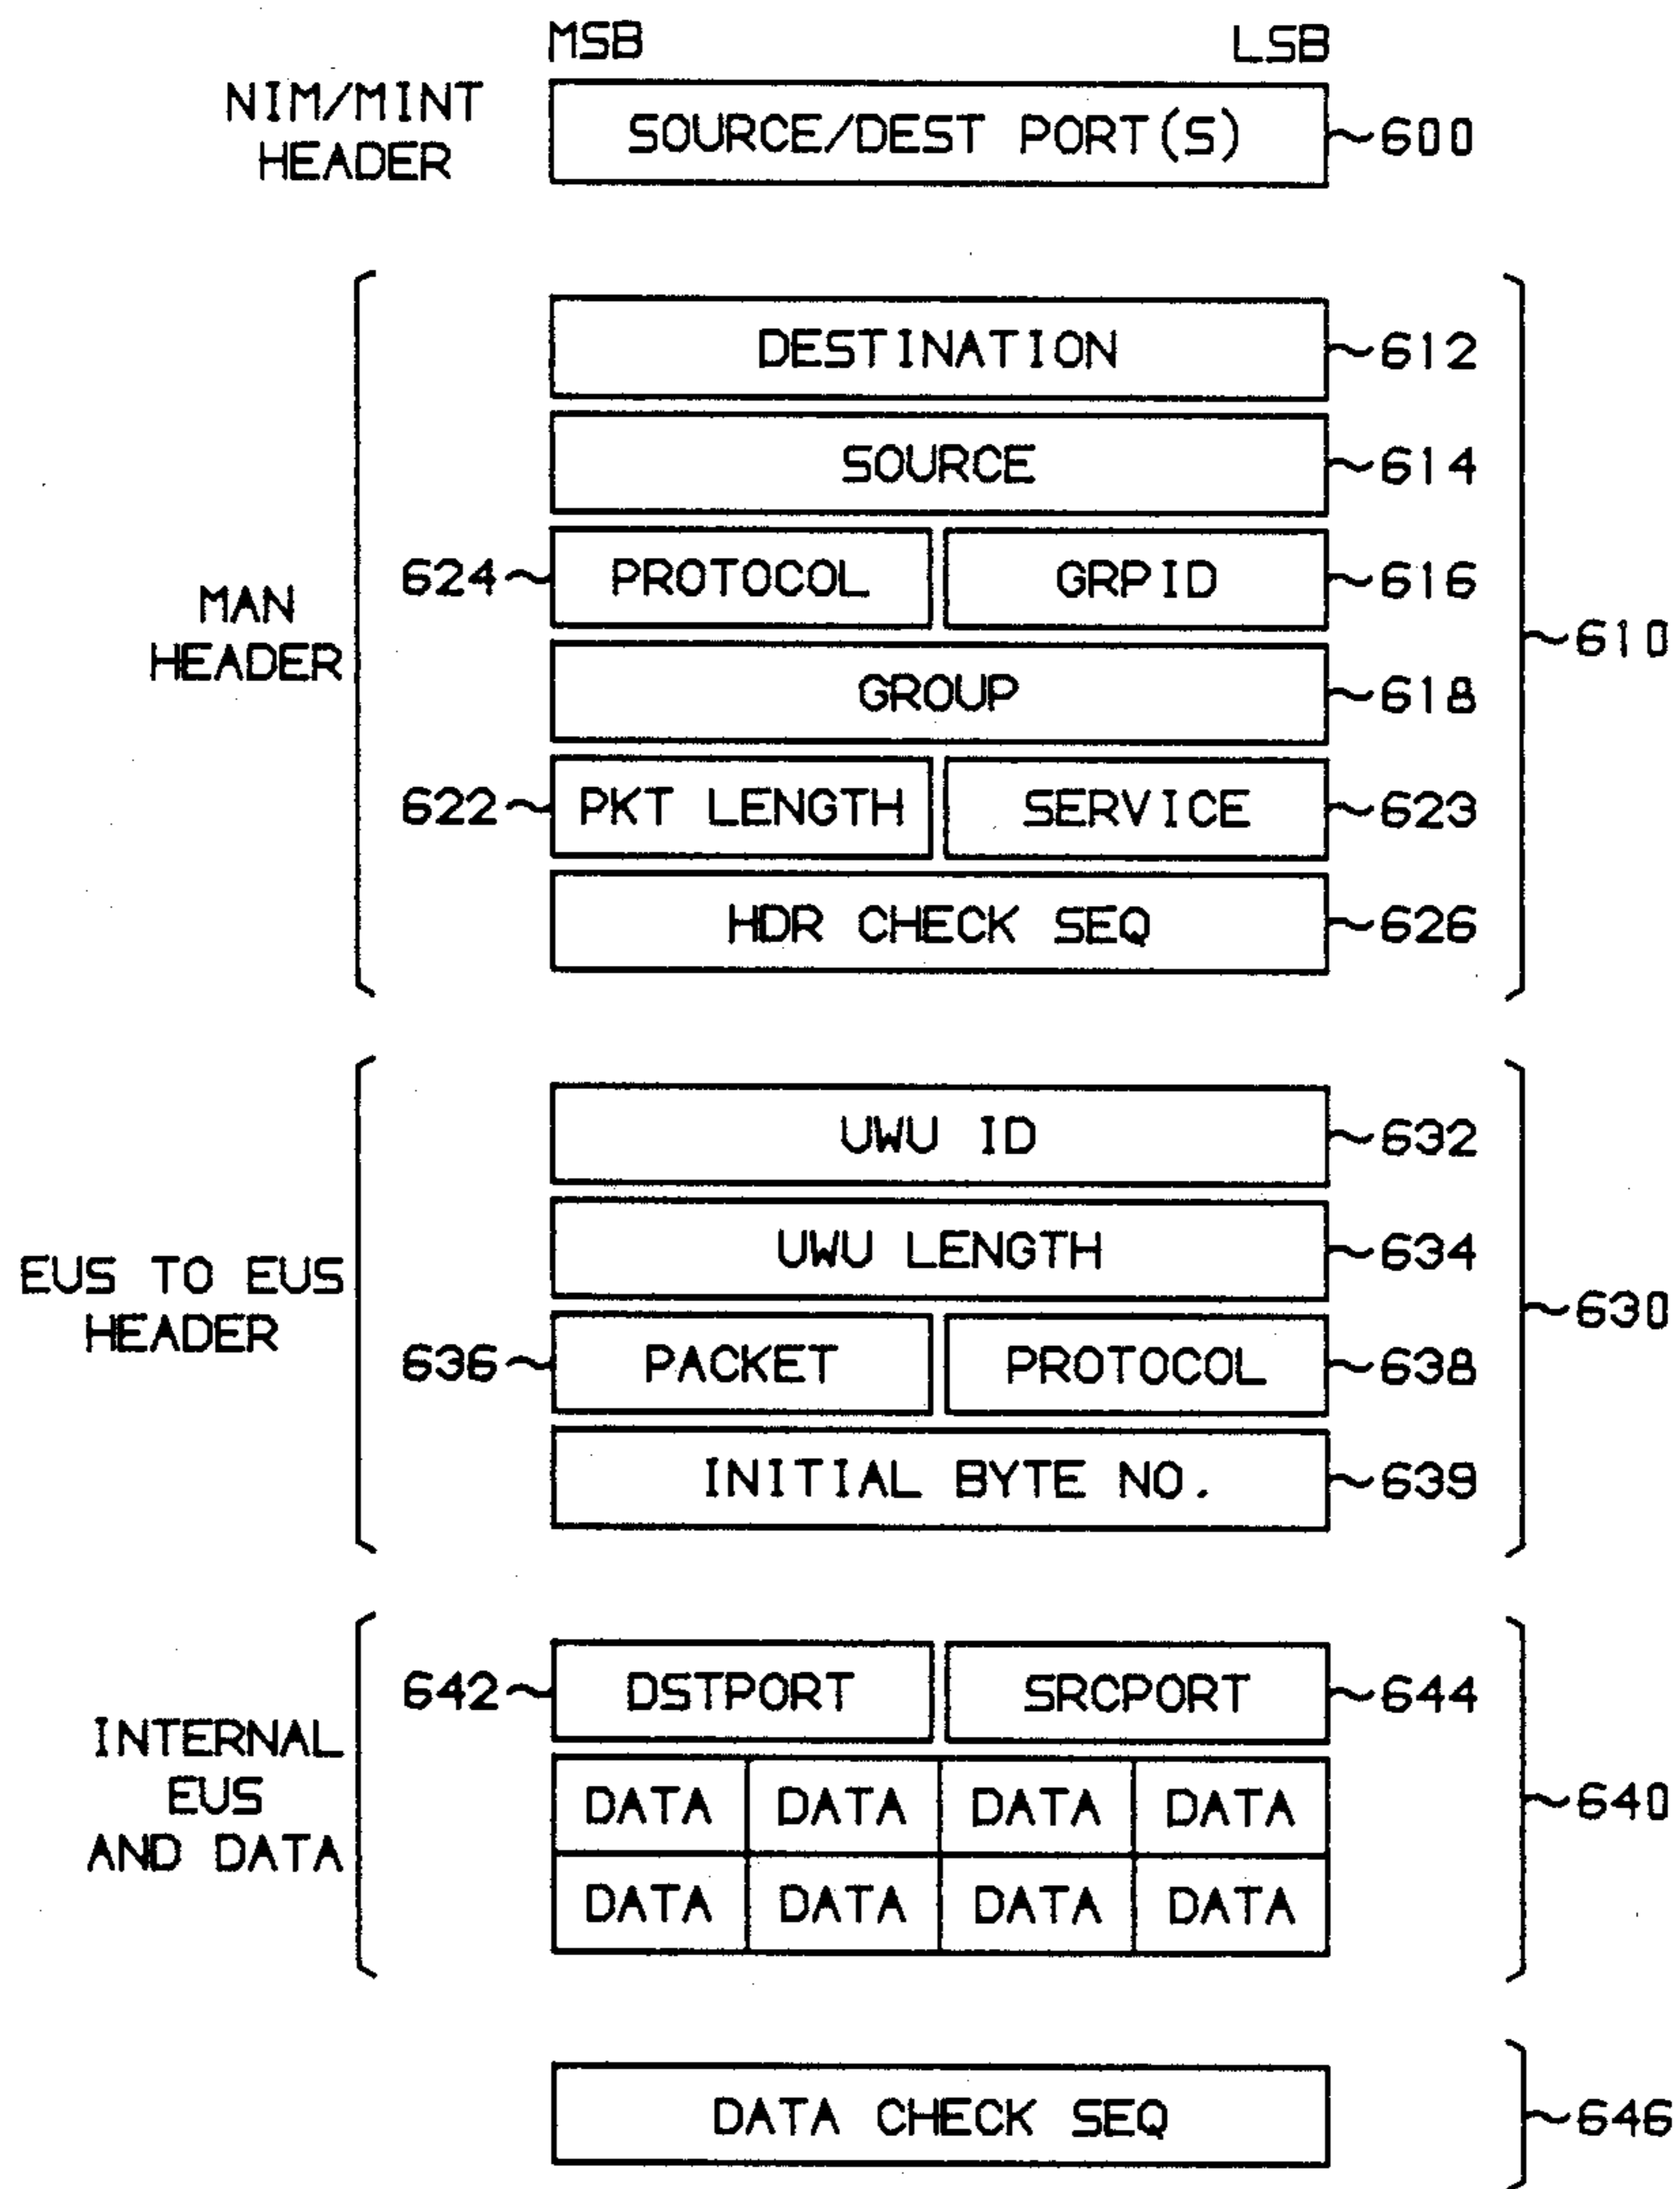 MSB LSB
NIM/MINT
HEADER
SOURCE/DEST PORT(S) 600
MAN
HEADER
610
DESTINATION 612
SOURCE 614
624 PROTOCOL GRPID 616
GROUP 618
622 PKT LENGTH SERVICE 623
HDR CHECK SEQ 626
EUS TO EUS
HEADER
630
UWU ID 632
UWU LENGTH 634
636 PACKET PROTOCOL 638
INITIAL BYTE NO. 639
INTERNAL
EUS
AND DATA
640
642 DSTPORT SRCPORT 644
DATA DATA DATA DATA
DATA DATA DATA DATA
DATA CHECK SEQ 646